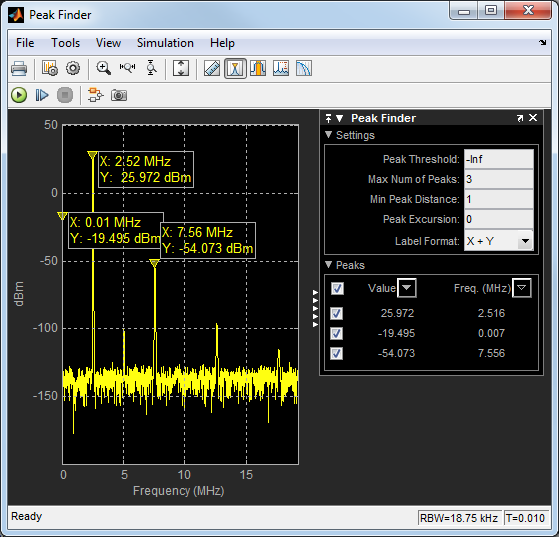 Peak Finder
File Tools View Simulation Help
Peak Finder
Settings
Peak Threshold: -Inf
Max Num of Peaks: 3
Min Peak Distance: 1
Peak Excursion: 0
Label Format: X + Y
Peaks
Value Freq. (MHz)
25.972 2.516
-19.495 0.007
-54.073 7.556
50
0
-50
-100
-150
dBm
X: 2.52 MHz
Y: 25.972 dBm
X: 0.01 MHz
Y: -19.495 dBm
X: 7.56 MHz
Y: -54.073 dBm
0 5 10 15
Frequency (MHz)
Ready RBW=18.75 kHz T=0.010